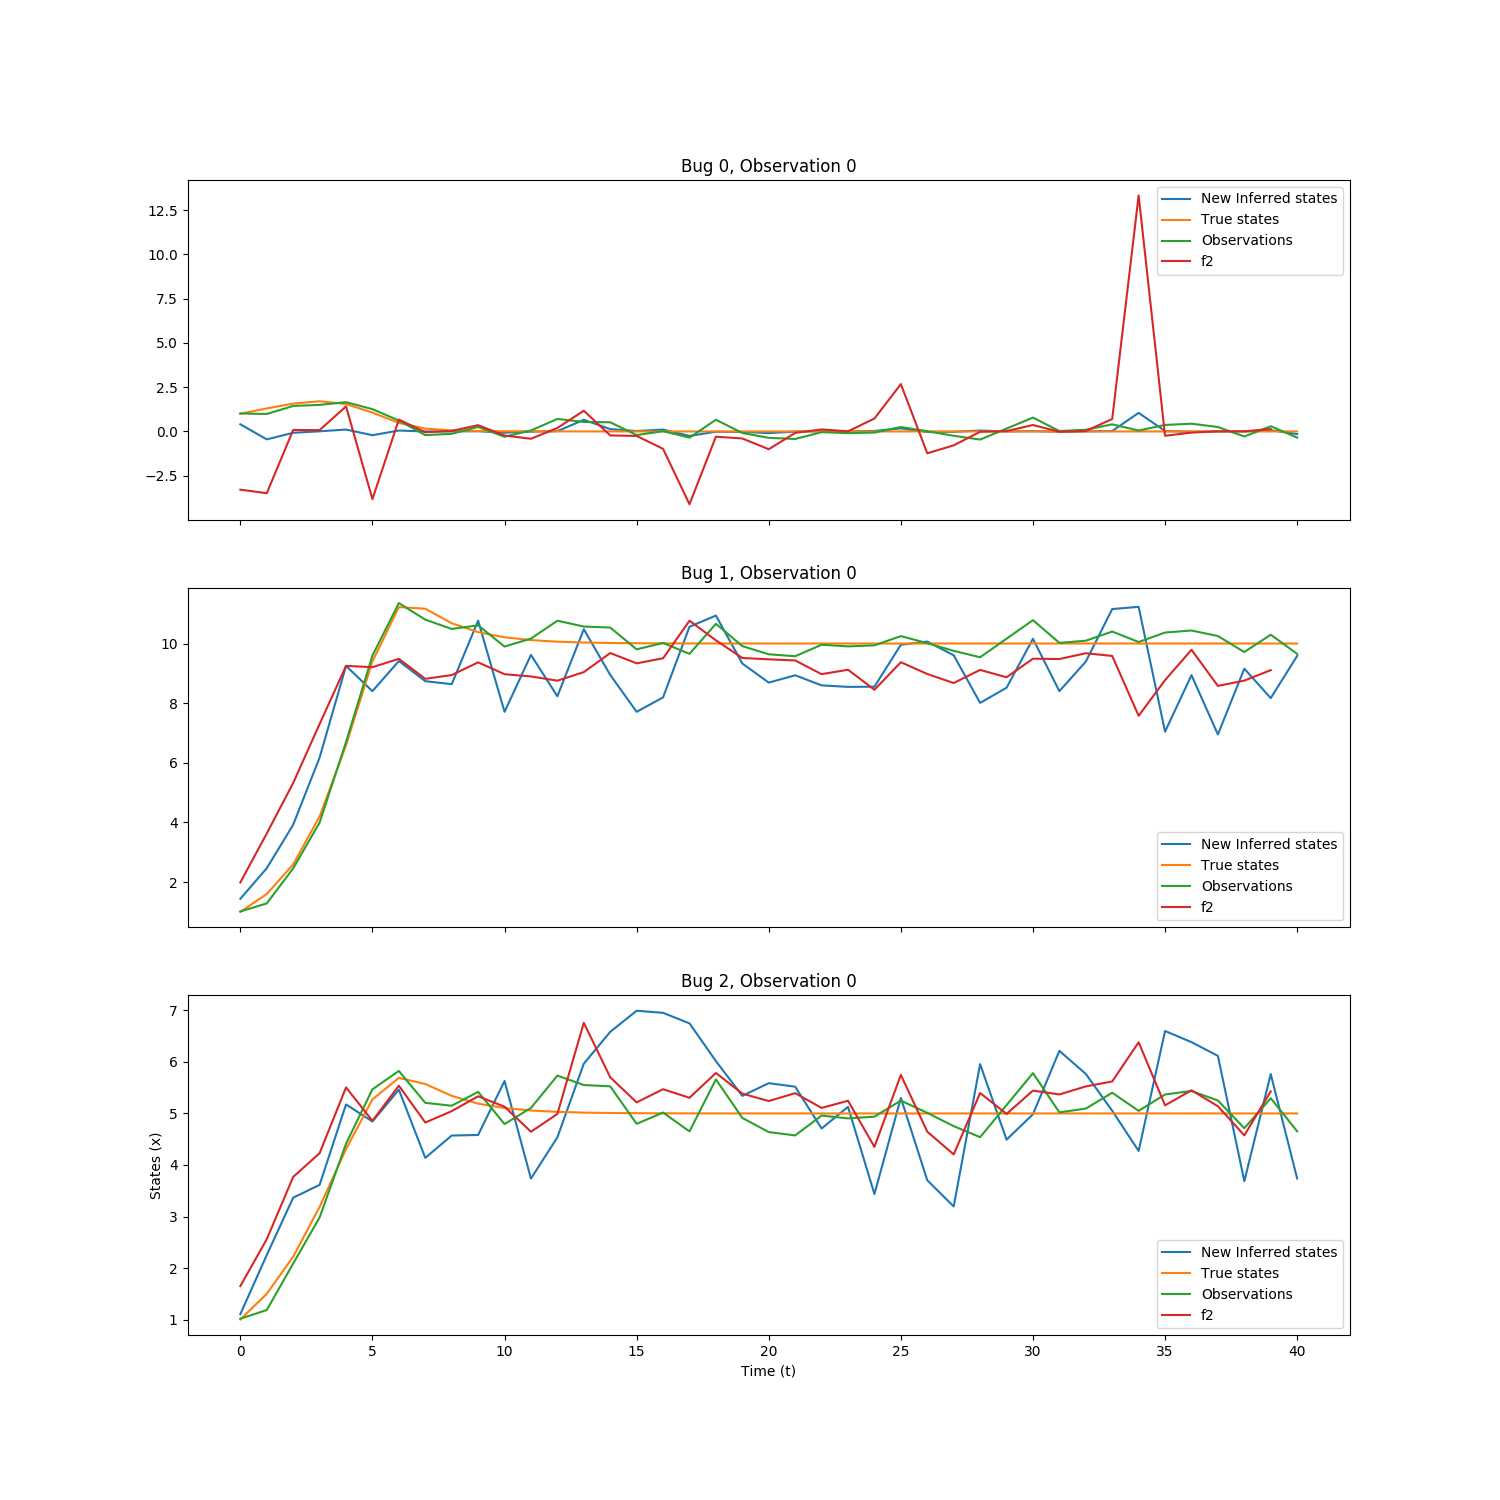 Bug 0, Observation 0
12.5
10.0
7.5
5.0
2.5
0.0
−2.5
New Inferred states
True states
Observations
f2
Bug 1, Observation 0
10
8
6
4
2
New Inferred states
True states
Observations
f2
Bug 2, Observation 0
7
6
5
4
3
2
1
States (x)
New Inferred states
True states
Observations
f2
0 5 10 15 20 25 30 35 40
Time (t)